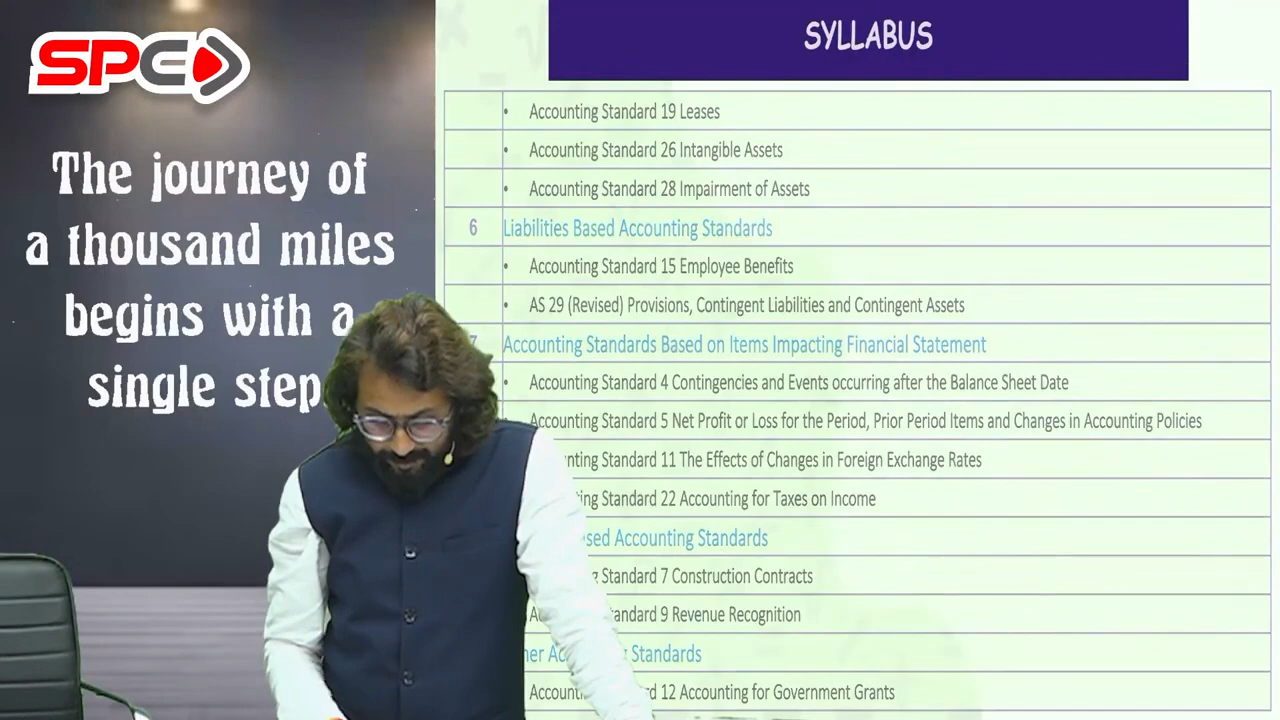 SPE
The journey of
a thousand miles
begins with a
single step
SYLLABUS
• Accounting Standard 19 Leases
• Accounting Standard 26 Intangible Assets
• Accounting Standard 28 Impairment of Assets
6 Liabilities Based Accounting Standards
• Accounting Standard 15 Employee Benefits
• AS 29 (Revised) Provisions, Contingent Liabilities and Contingent Assets
7 Accounting Standards Based on Items Impacting Financial Statement
• Accounting Standard 4 Contingencies and Events occurring after the Balance Sheet Date
Accounting Standard 5 Net Profit or Loss for the Period, Prior Period Items and Changes in Accounting Policies
Standard 11 The Effects of Changes in Foreign Exchange Rates
Standard 22 Accounting for Taxes on Income
Accounting Standards
Standard 7 Construction Contracts
Standard 9 Revenue Recognition
Standards
12 Accounting for Government Grants